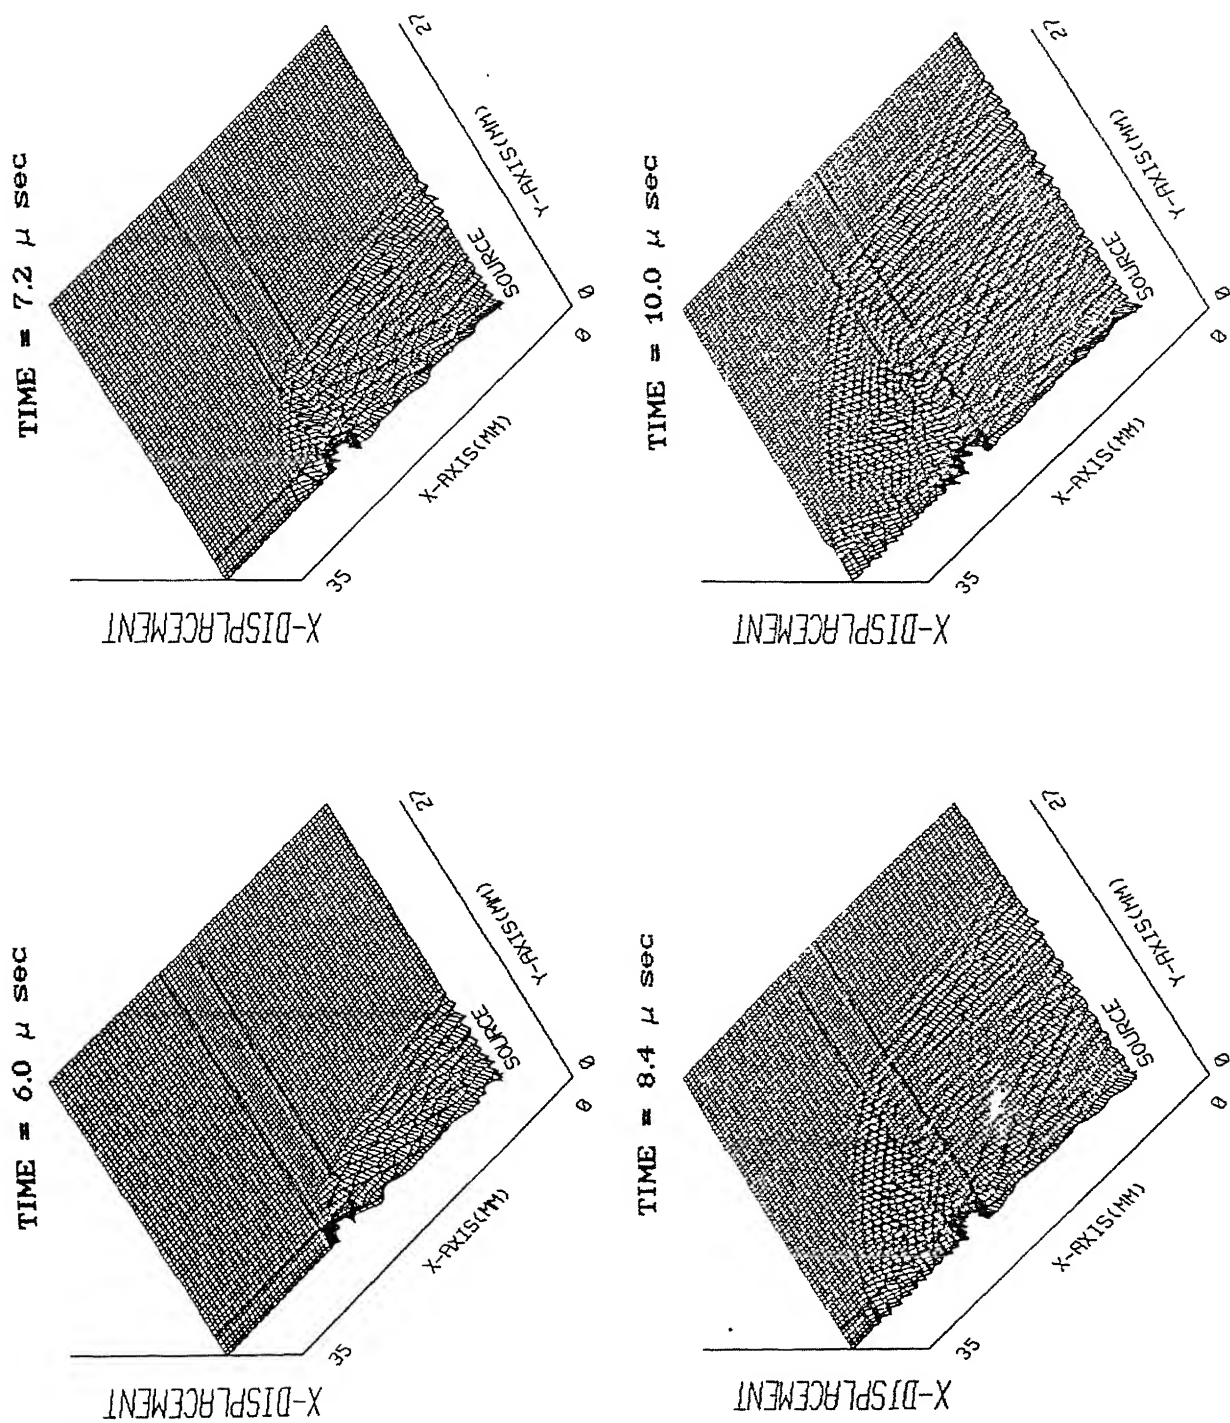 TIME = 6.0 μ sec
X-DISPLACEMENT
35
X-AXIS(MM)
0
0
SOURCE
Y-AXIS(MM)
27
TIME = 7.2 μ sec
X-DISPLACEMENT
35
X-AXIS(MM)
0
0
SOURCE
Y-AXIS(MM)
27
TIME = 8.4 μ sec
X-DISPLACEMENT
35
X-AXIS(MM)
0
0
SOURCE
Y-AXIS(MM)
27
TIME = 10.0 μ sec
X-DISPLACEMENT
35
X-AXIS(MM)
0
0
SOURCE
Y-AXIS(MM)
27